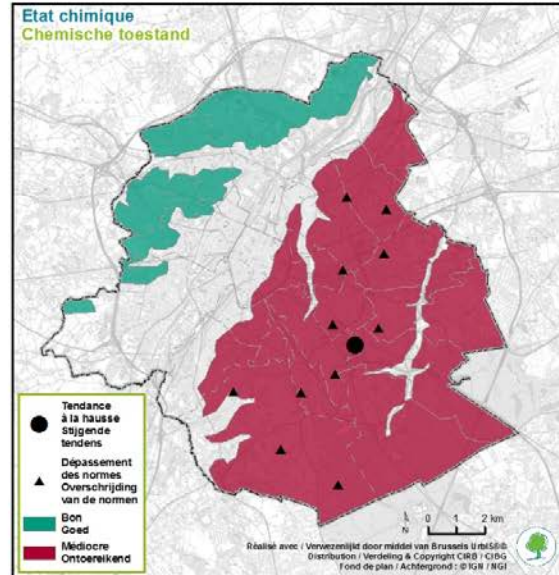 Etat chimique
Chemische toestand
Tendance
à la hausse
Stijgende
tendens
Dépassement
des normes
Overschrijding
van de normen
Bon
Goed
Médiocre
Ontoereikend
N
0 1 2 km
Réalisé avec / Verwezenlijkt door middel van Brussels UrbIS®©
Distribution / Verdeling & Copyright CIRB / CIBG
Fond de plan / Achtergrond : © IGN / NGI